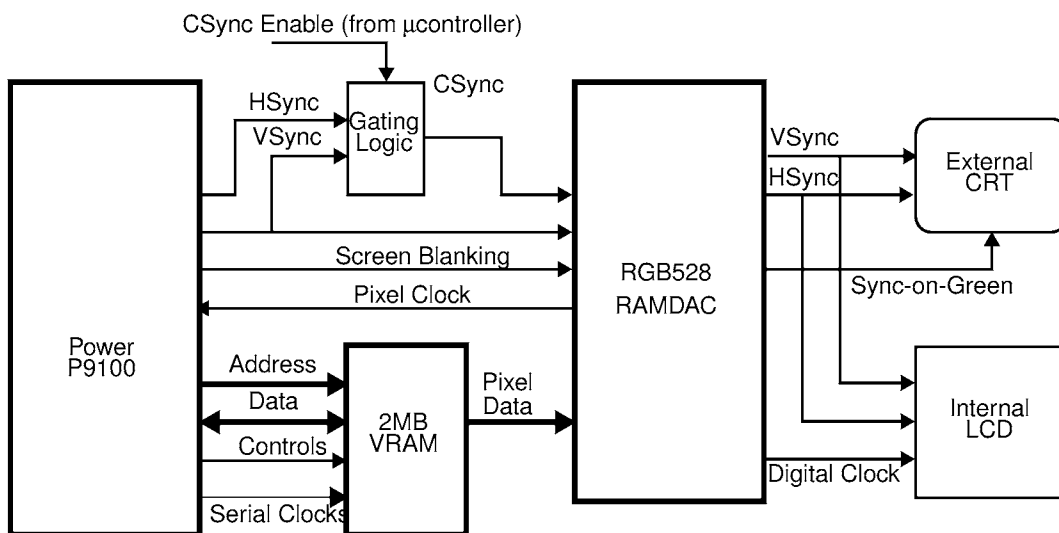 CSync Enable (from µcontroller)
HSync
CSync
VSync
Gating
Logic
VSync
HSync
External
CRT
Screen Blanking
Pixel Clock
RGB528
RAMDAC
Sync-on-Green
Power
P9100
Address
Data
Controls
Serial Clocks
2MB
VRAM
Pixel
Data
Internal
LCD
Digital Clock